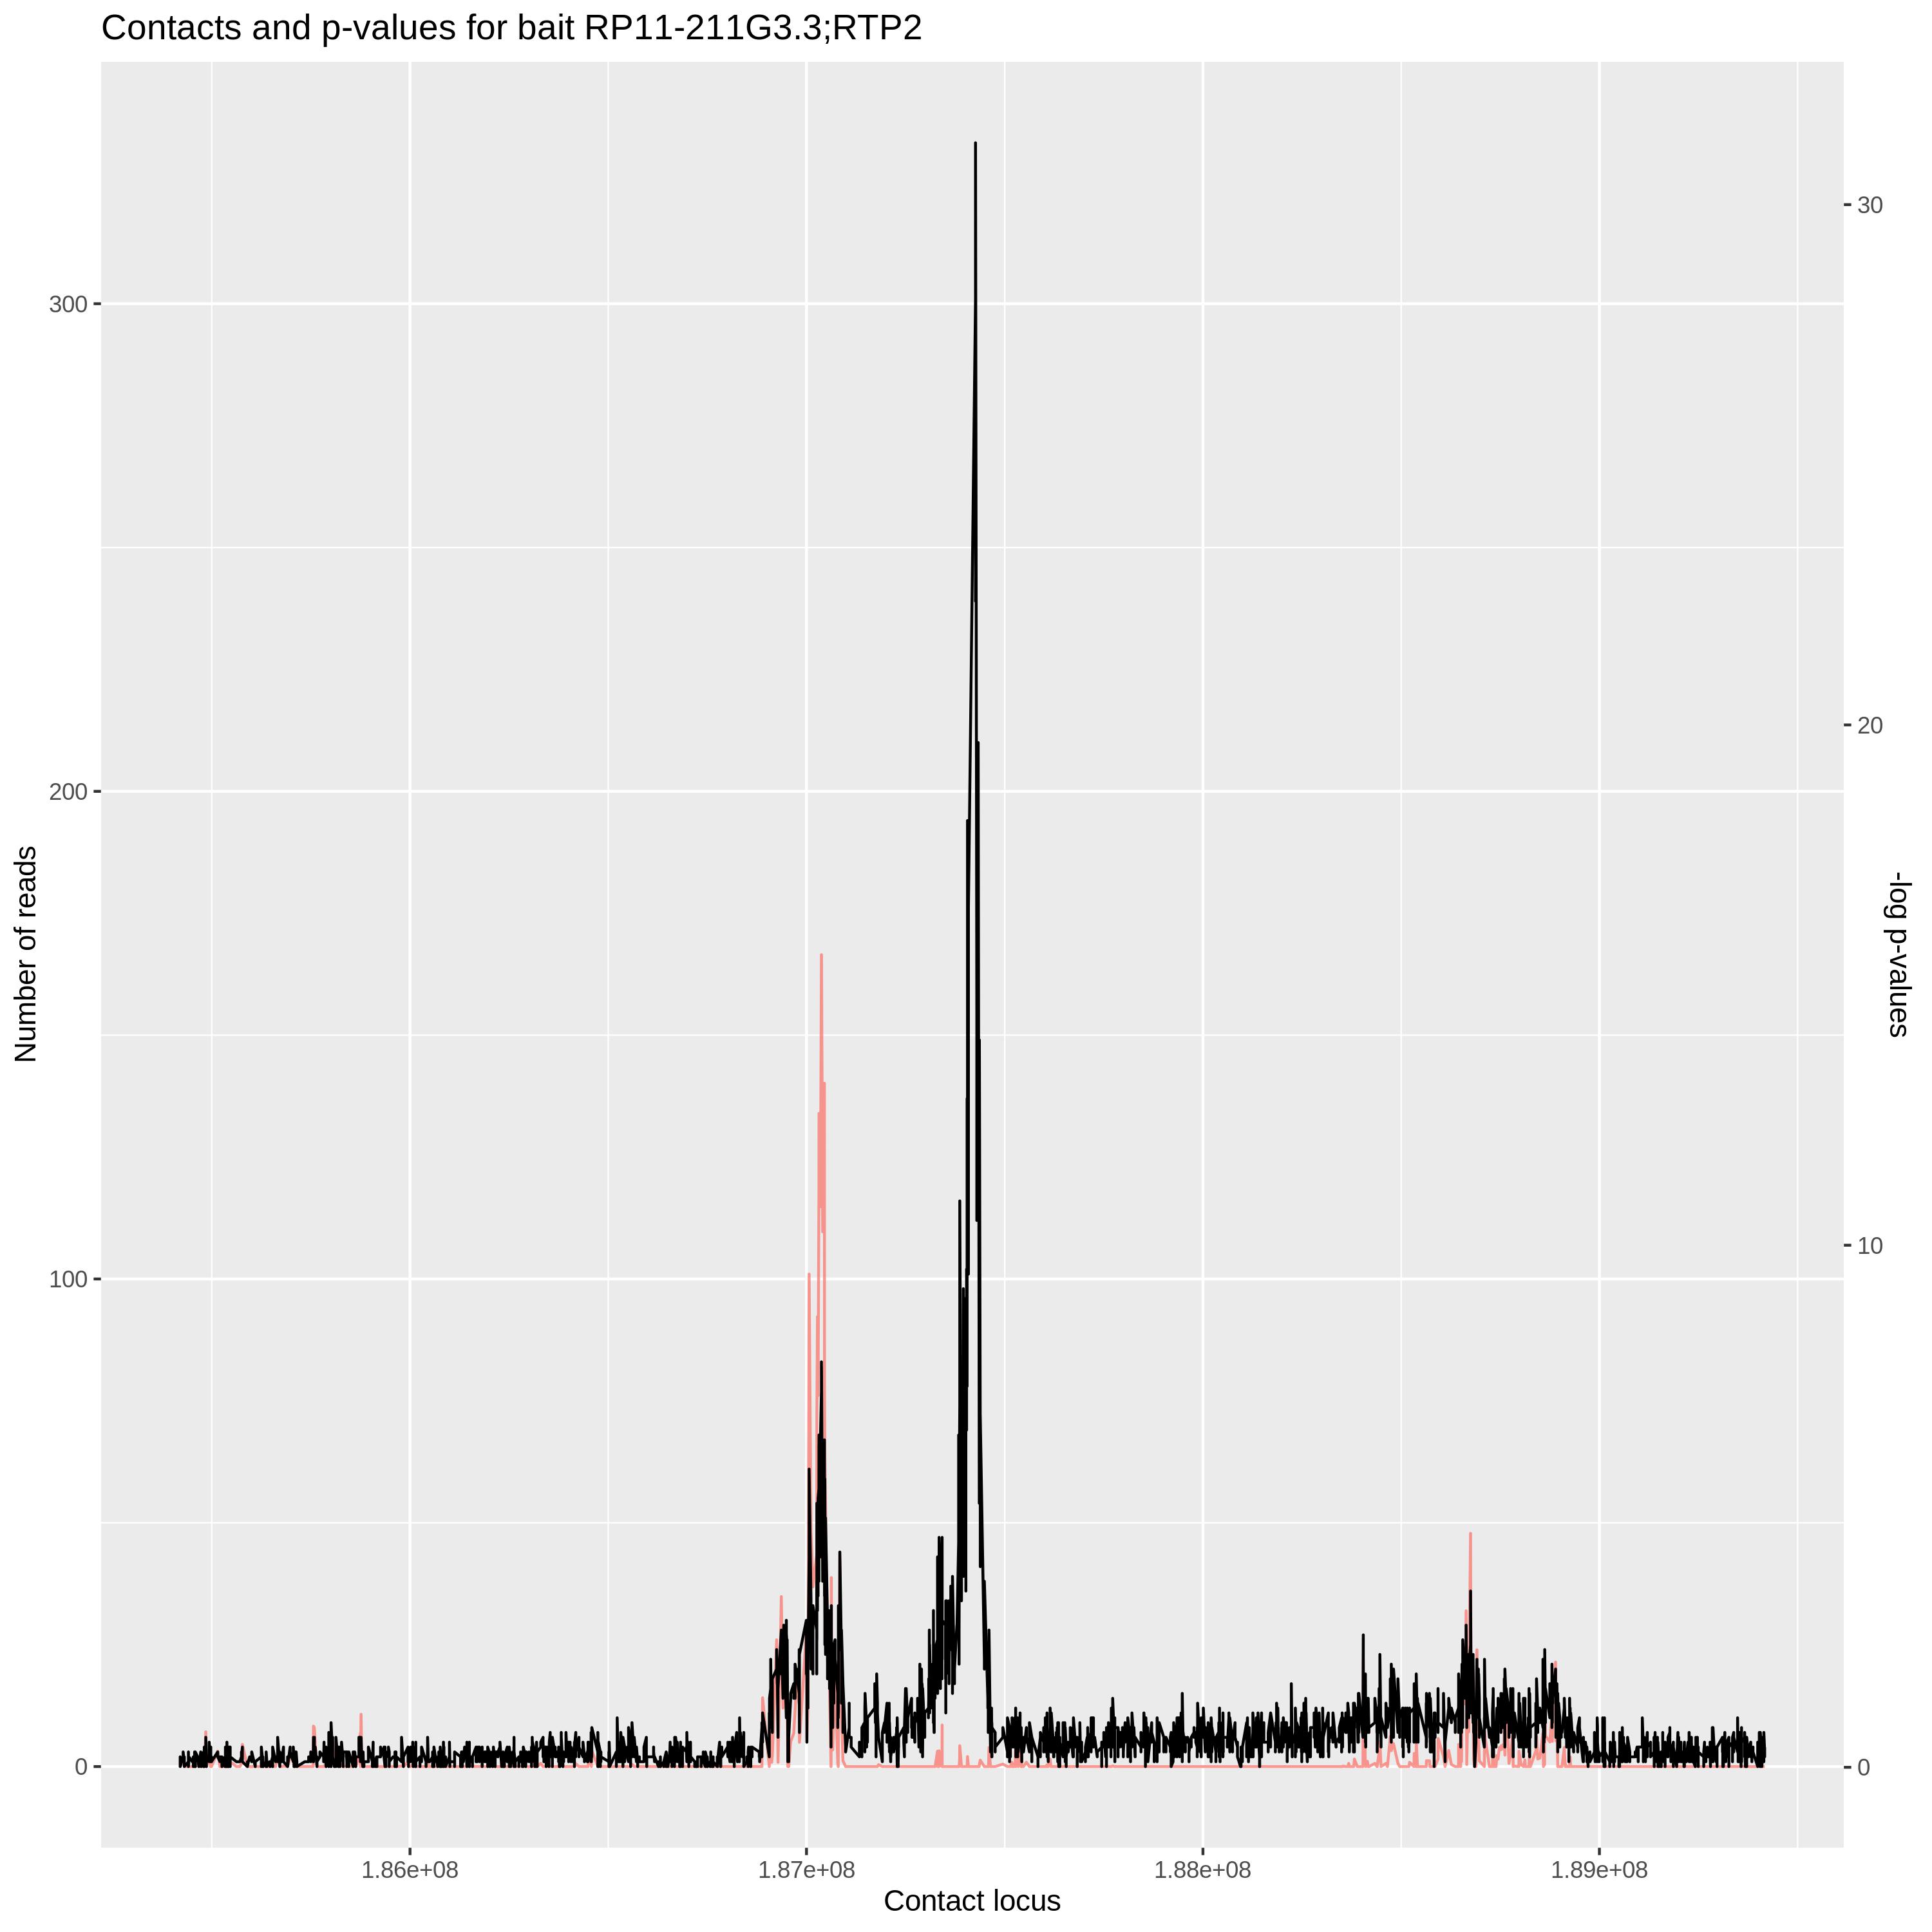 Contacts and p-values for bait RP11-211G3.3;RTP2
Number of reads
300
200
100
0
30
20
10
0
-log p-values
1.86e+08 1.87e+08 1.88e+08 1.89e+08
Contact locus